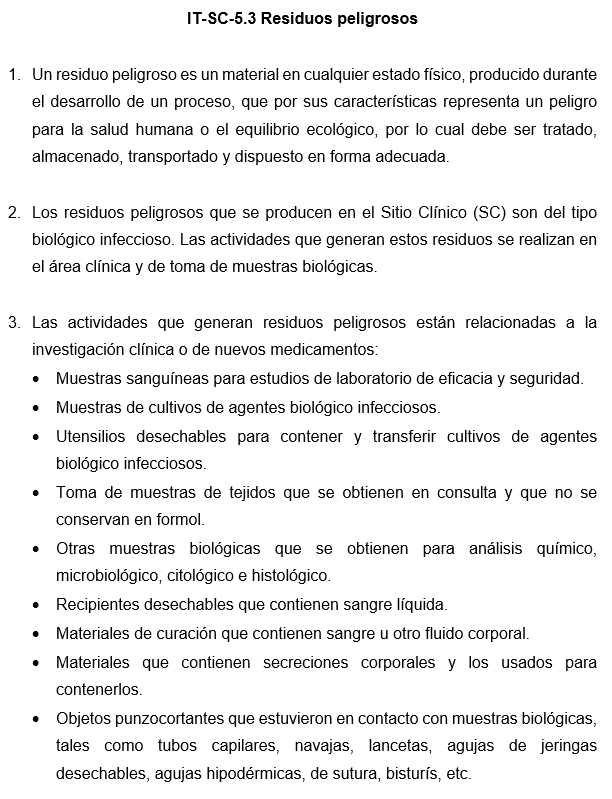 IT-SC-5.3 Residuos peligrosos
1. Un residuo peligroso es un material en cualquier estado físico, producido durante
el desarrollo de un proceso, que por sus características representa un peligro
para la salud humana o el equilibrio ecológico, por lo cual debe ser tratado,
almacenado, transportado y dispuesto en forma adecuada.
2. Los residuos peligrosos que se producen en el Sitio Clínico (SC) son del tipo
biológico infeccioso. Las actividades que generan estos residuos se realizan en
el área clínica y de toma de muestras biológicas.
3. Las actividades que generan residuos peligrosos están relacionadas a la
investigación clínica o de nuevos medicamentos:
• Muestras sanguíneas para estudios de laboratorio de eficacia y seguridad.
• Muestras de cultivos de agentes biológico infecciosos.
• Utensilios desechables para contener y transferir cultivos de agentes
biológico infecciosos.
• Toma de muestras de tejidos que se obtienen en consulta y que no se
conservan en formol.
• Otras muestras biológicas que se obtienen para análisis químico,
microbiológico, citológico e histológico.
• Recipientes desechables que contienen sangre líquida.
• Materiales de curación que contienen sangre u otro fluido corporal.
• Materiales que contienen secreciones corporales y los usados para
contenerlos.
• Objetos punzocortantes que estuvieron en contacto con muestras biológicas,
tales como tubos capilares, navajas, lancetas, agujas de jeringas
desechables, agujas hipodérmicas, de sutura, bisturís, etc.